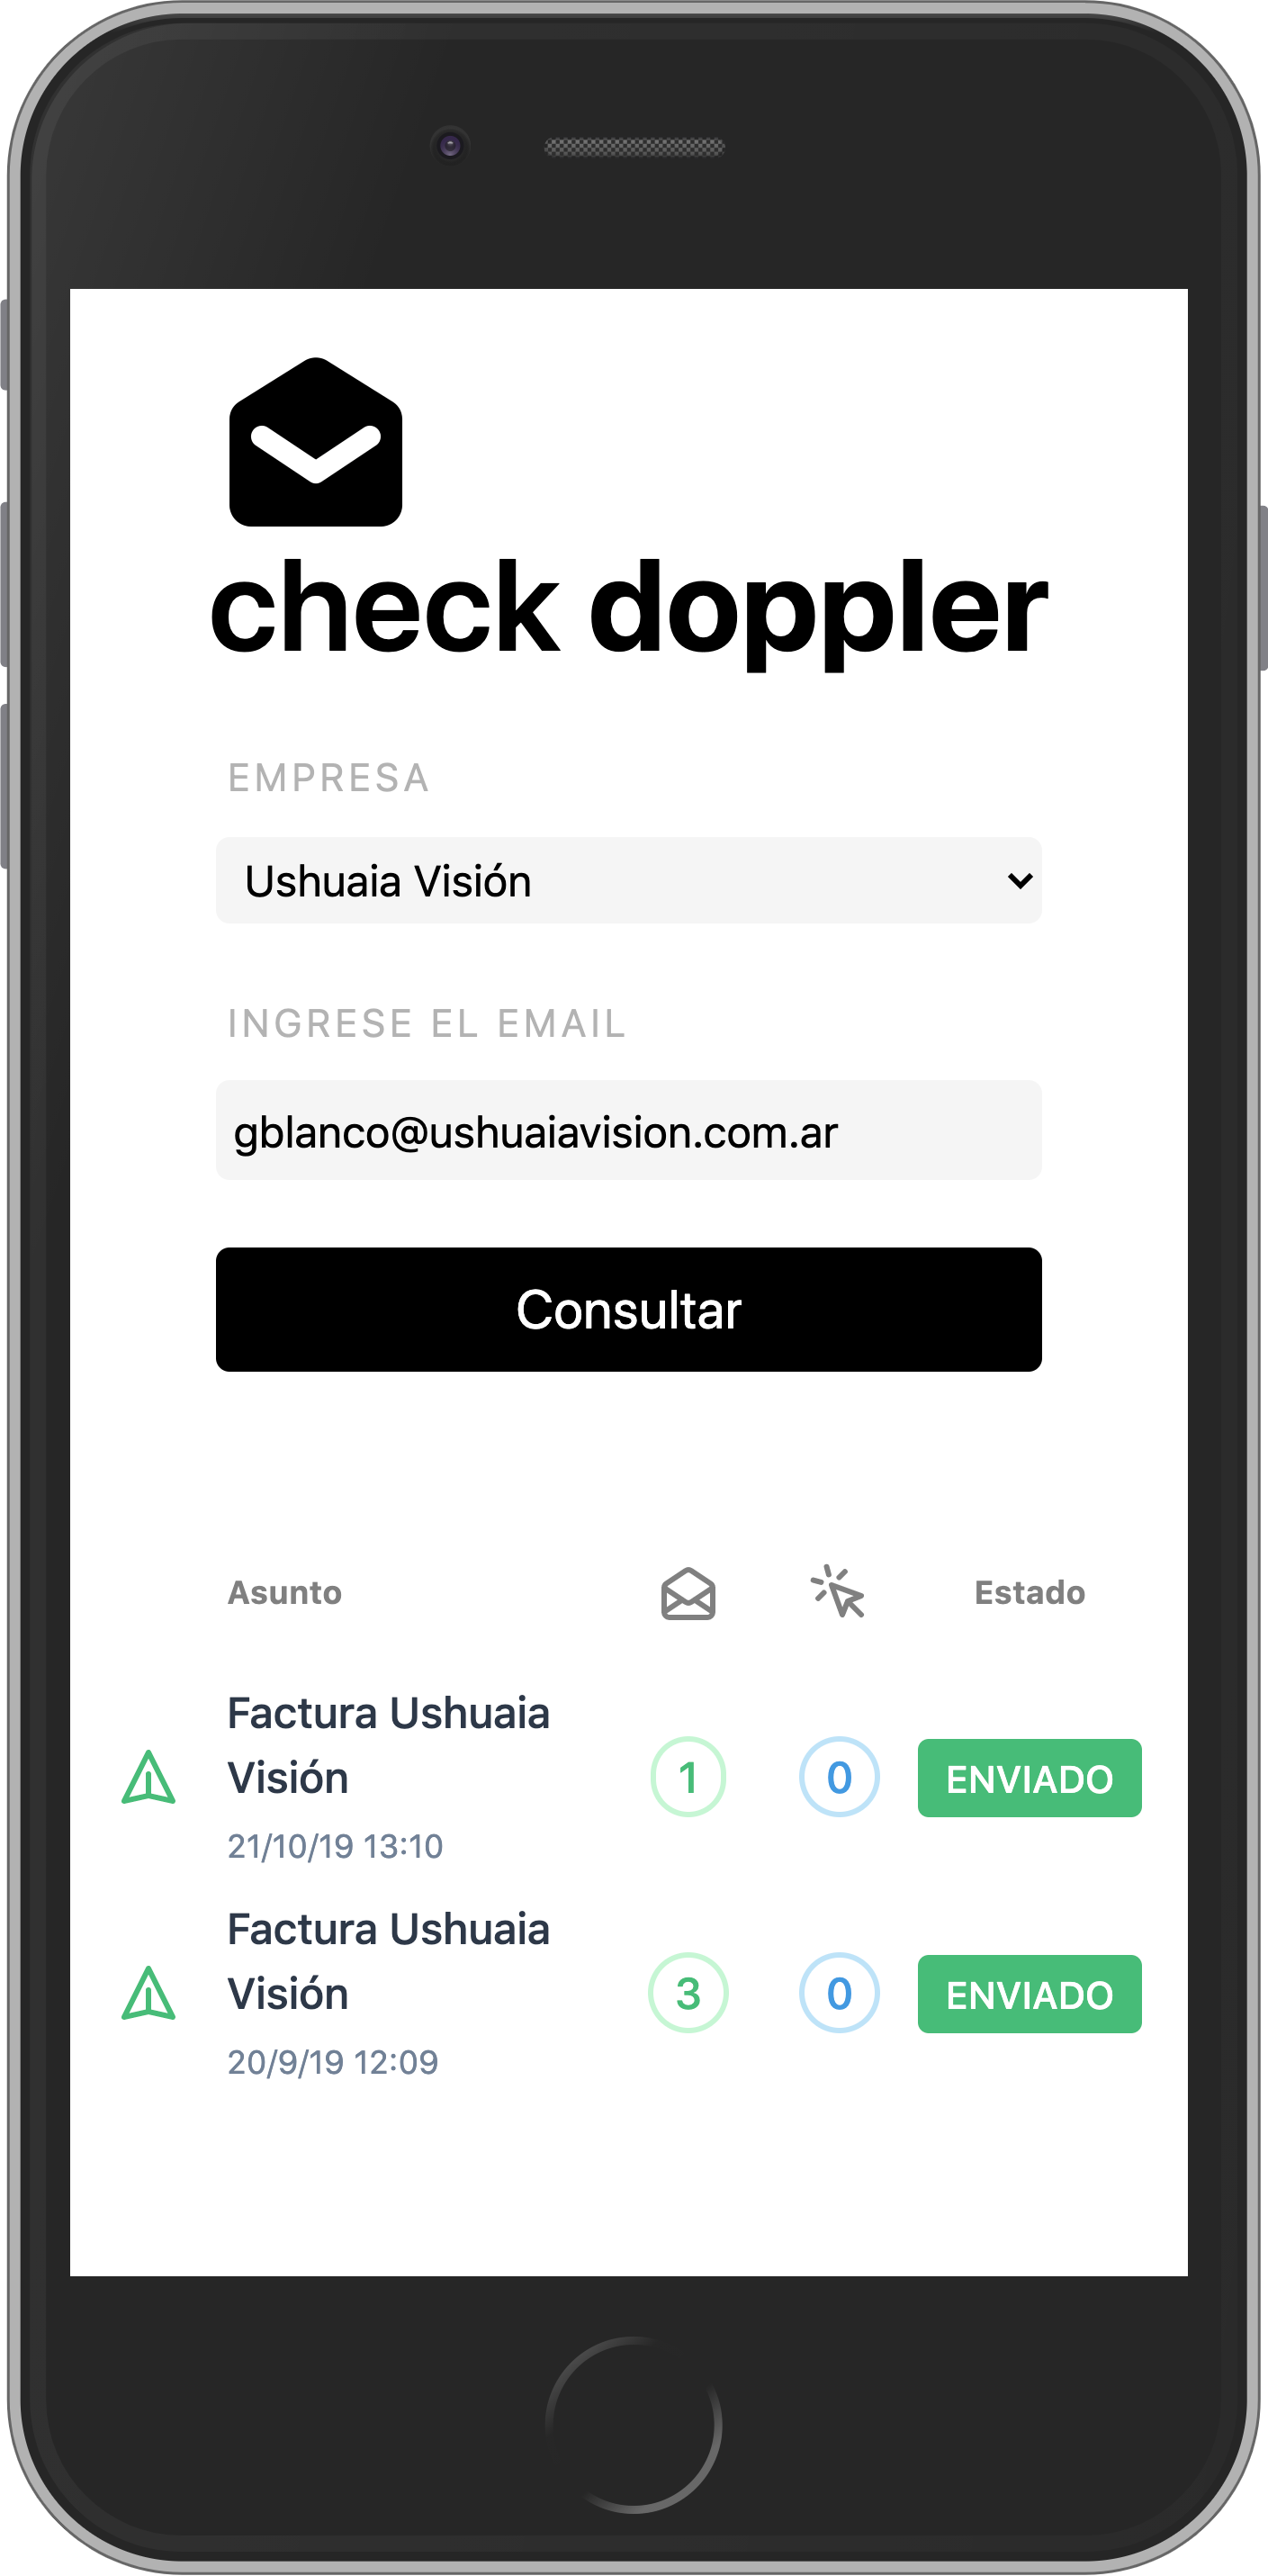 check doppler
EMPRESA
Ushuaia Visión
INGRESE EL EMAIL
gblanco@ushuaiavision.com.ar
Consultar
Asunto Estado
Factura Ushuaia
Visión
21/10/19 13:10
1 0 ENVIADO
Factura Ushuaia
Visión
20/9/19 12:09
3 0 ENVIADO